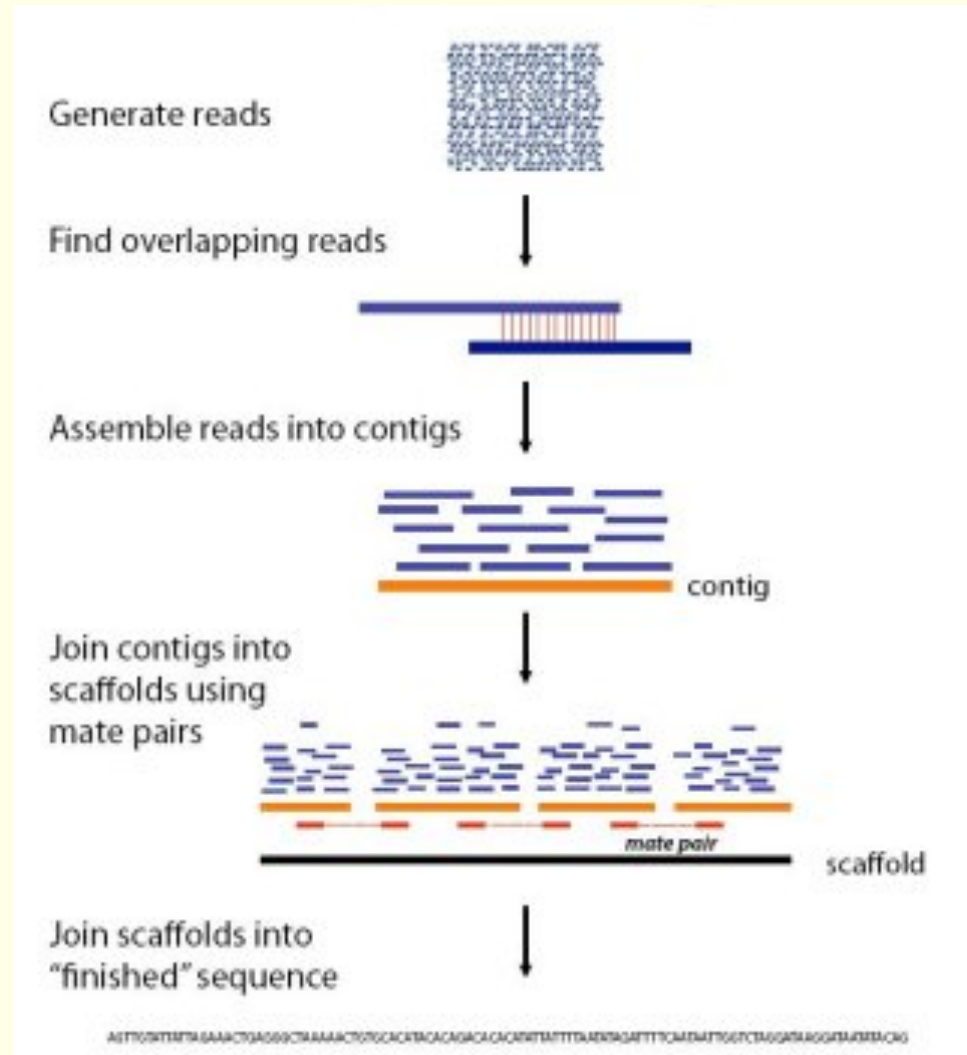 Generate reads
Find overlapping reads
Assemble reads into contigs
contig
Join contigs into
scaffolds using
mate pairs
mate pair
scaffold
Join scaffolds into
"finished" sequence